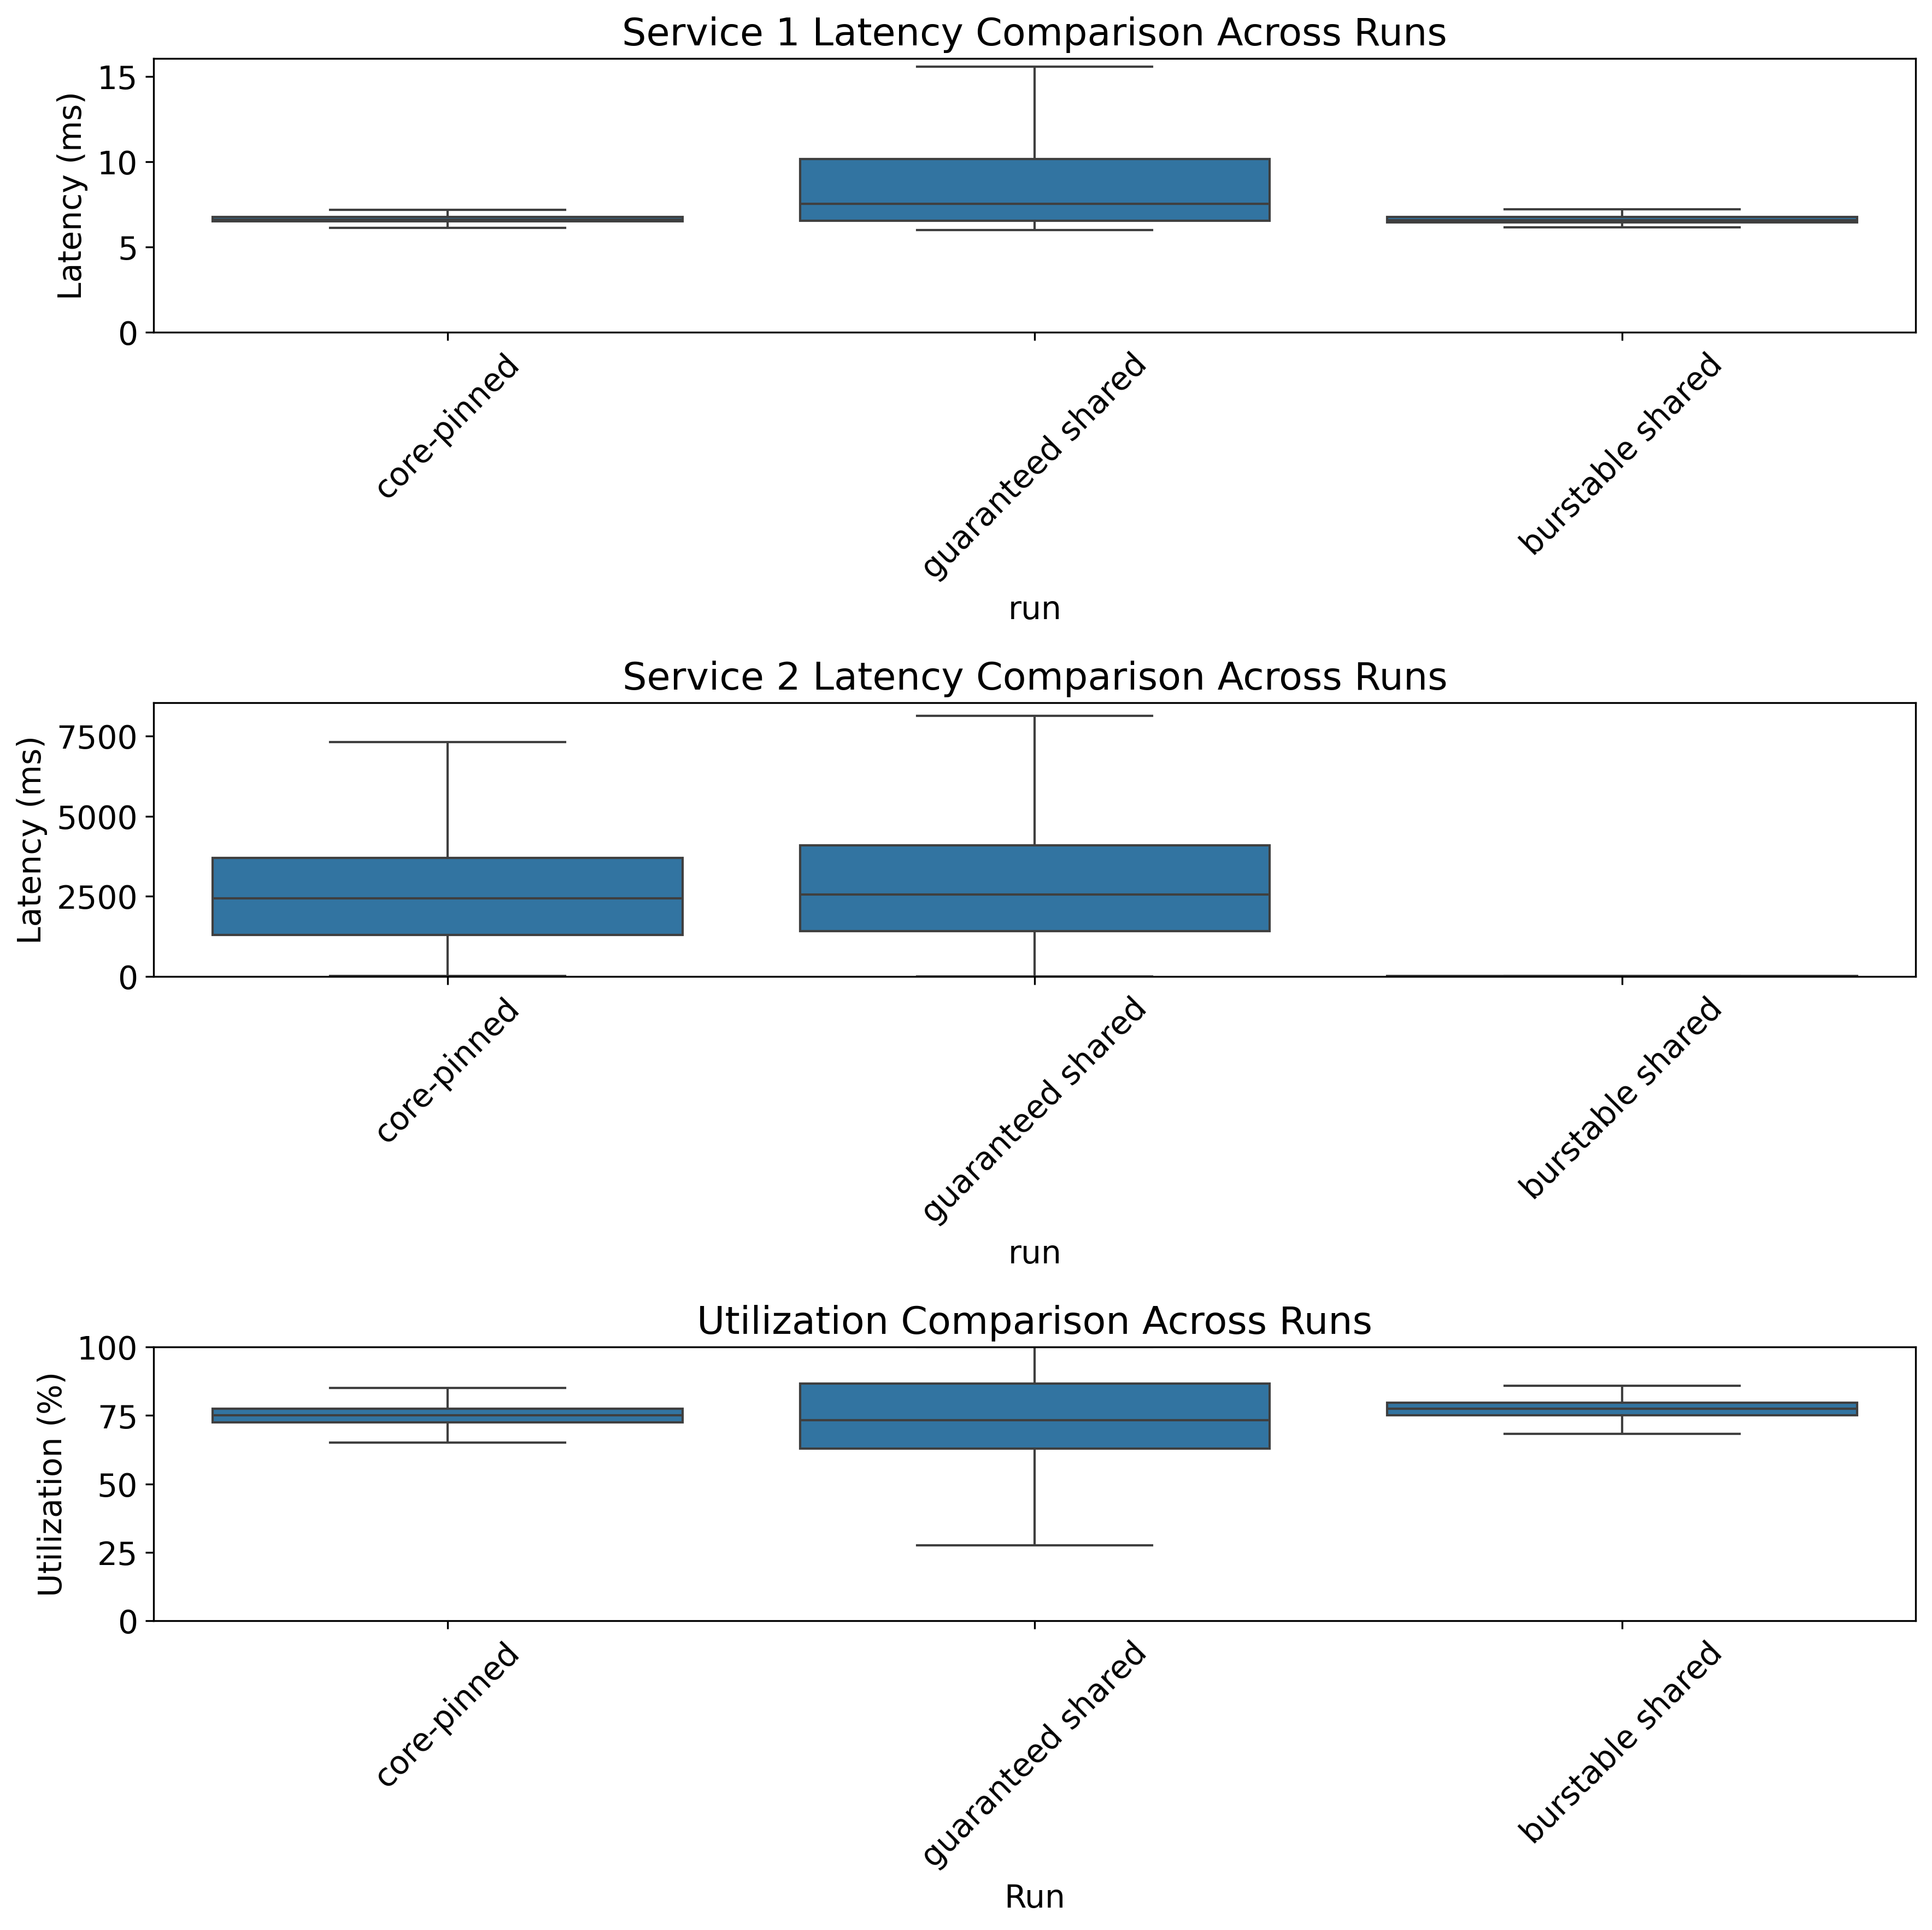 Service 1 Latency Comparison Across Runs
Latency (ms)
15
10
5
0
core-pinned
guaranteed shared
burstable shared
run
Service 2 Latency Comparison Across Runs
Latency (ms)
7500
5000
2500
0
core-pinned
guaranteed shared
burstable shared
run
Utilization Comparison Across Runs
Utilization (%)
100
75
50
25
0
core-pinned
guaranteed shared
burstable shared
Run